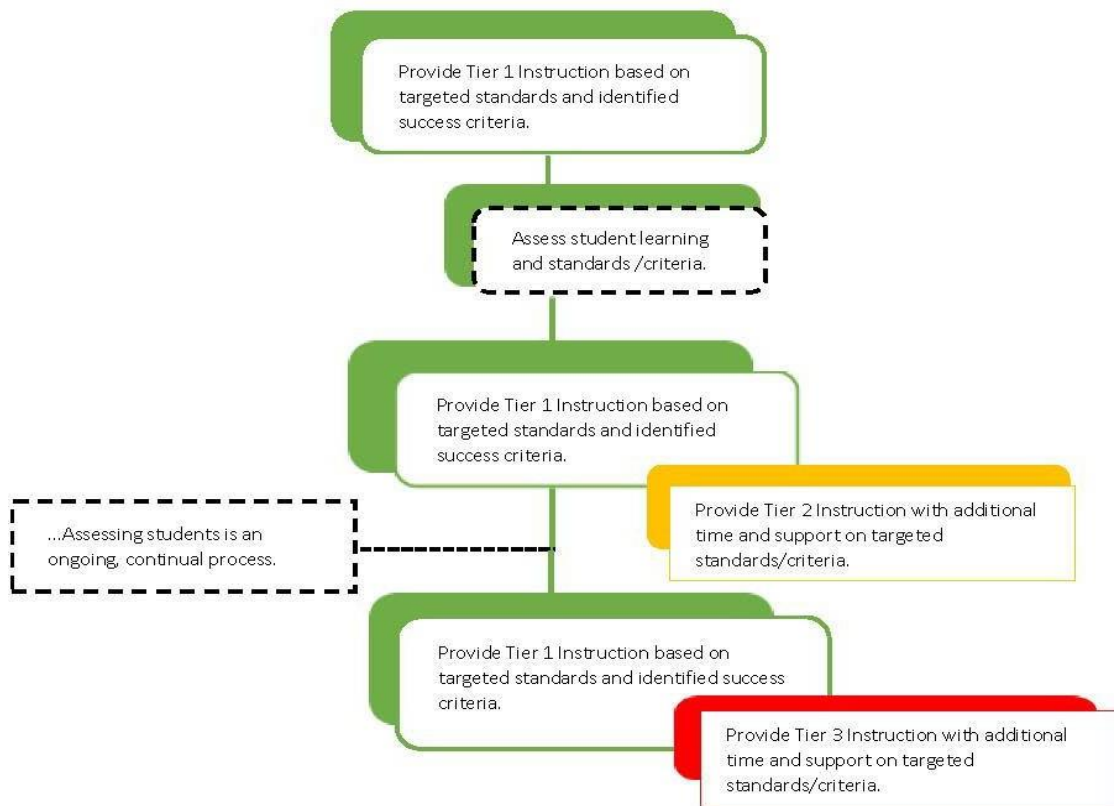 Provide Tier 1 Instruction based on
targeted standards and identified
success criteria.
Assess student learning
and standards /criteria.
Provide Tier 1 Instruction based on
targeted standards and identified
success criteria.
Provide Tier 2 Instruction with additional
time and support on targeted
standards/criteria.
...Assessing students is an
ongoing, continual process.
Provide Tier 1 Instruction based on
targeted standards and identified success
criteria.
Provide Tier 3 Instruction with additional
time and support on targeted
standards/criteria.